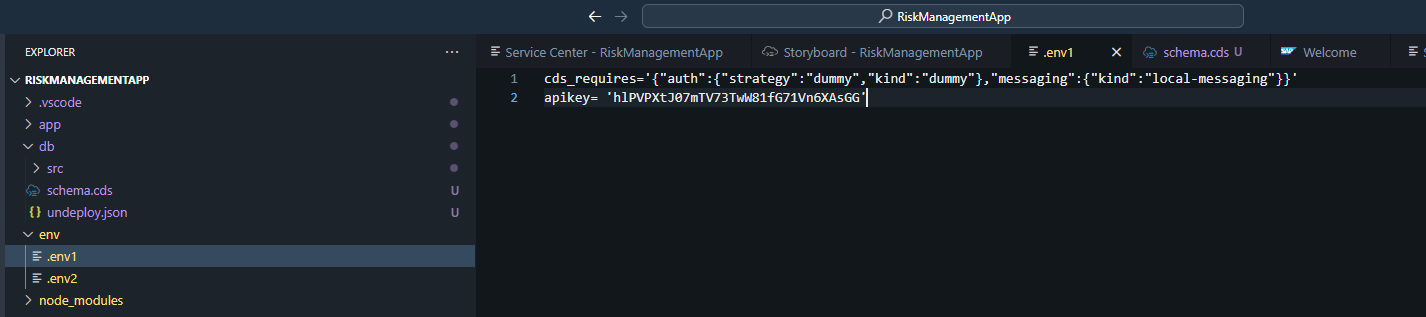 RiskManagementApp
EXPLORER
Service Center - RiskManagementApp
Storyboard - RiskManagementApp
.env1
schema.cds U
SAP Welcome
RISKMANAGEMENTAPP
1 cds_requires='{"auth":{"strategy":"dummy","kind":"dummy"},"messaging":{"kind":"local-messaging"}}'
2 apikey= 'hlPVPXtJ07mTV73TwW81fG71Vn6XAsGG'
.vscode
app
db
src
schema.cds U
{} undeploy.json U
env
.env1
.env2
node_modules